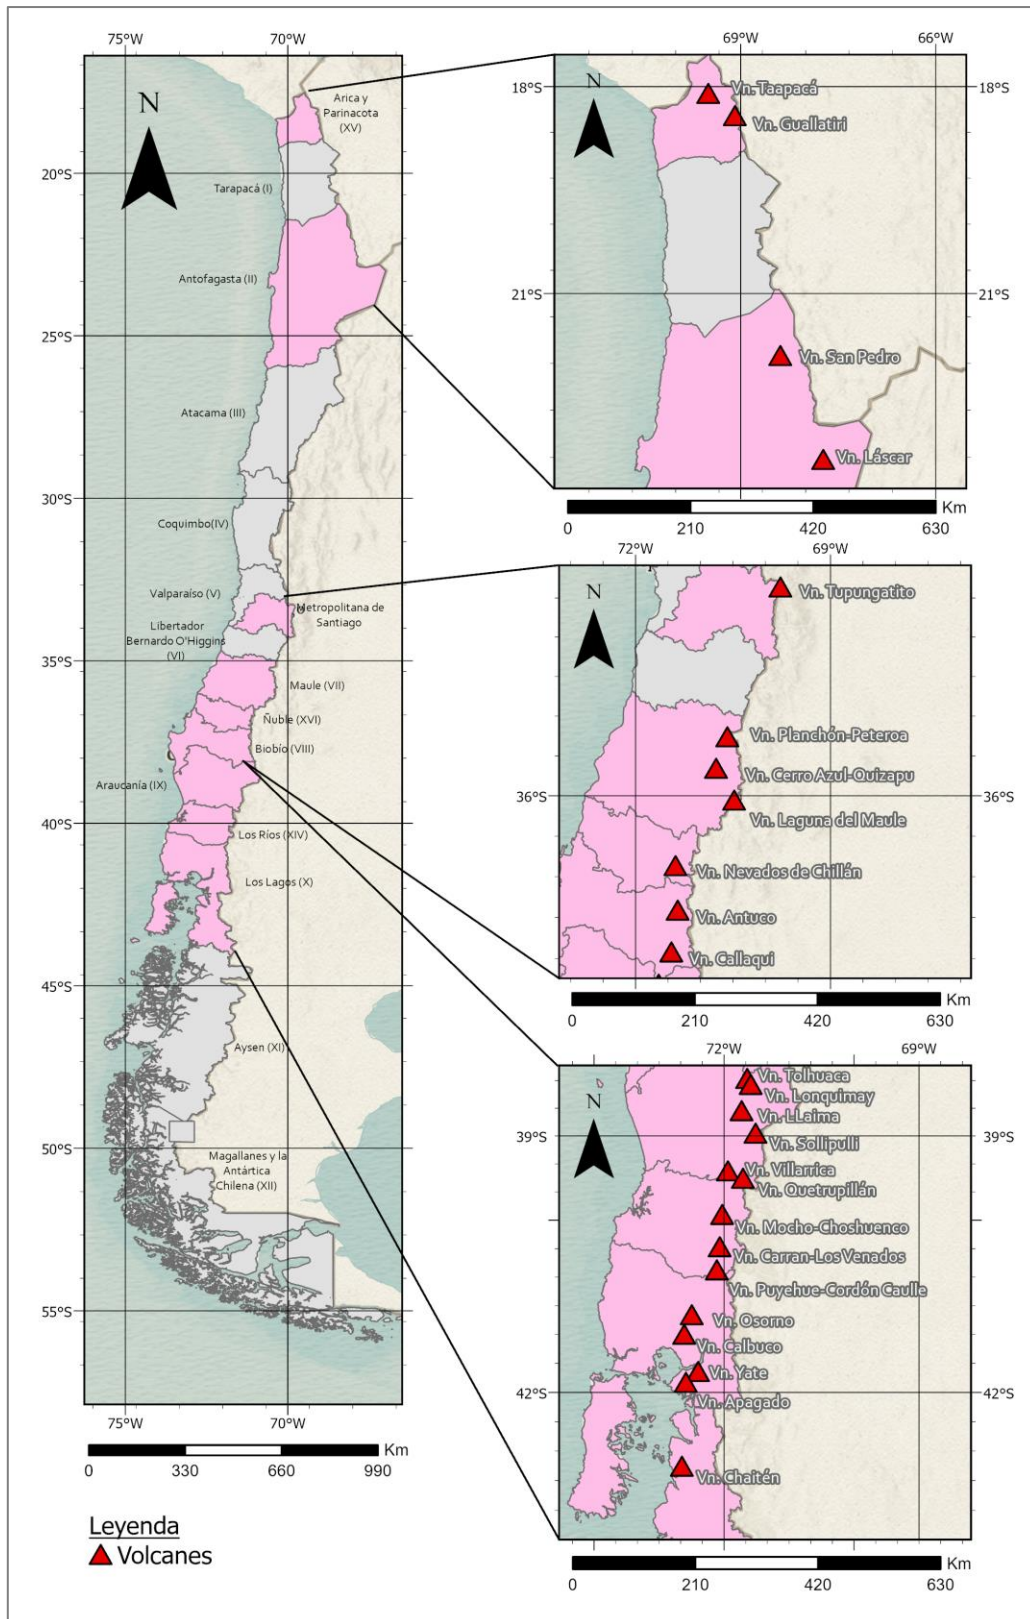 75°W
70°W
N
Arica y
Parinacota
(XV)
20°S
Tarapacá (I)
Antofagasta (II)
25°S
Atacama (III)
30°S
Coquimbo(IV)
Valparaíso (V)
Metropolitana de
Santiago
Libertador
Bernardo O'Higgins
(VI)
35°S
Maule (VII)
Ñuble (XVI)
Biobío (VIII)
Araucanía (IX)
40°S
Los Ríos (XIV)
Los Lagos (X)
45°S
Aysen (XI)
50°S
Magallanes y la
Antártica
Chilena (XII)
55°S
75°W
70°W
Km
0
330
660
990
Leyenda
Volcanes
69°W
66°W
18°S
N
Vn. Taapacá
Vn. Guallatiri
21°S
Vn. San Pedro
Vn. Láscar
Km
0
210
420
630
72°W
69°W
N
Vn. Tupungatito
Vn. Planchón-Peteroa
Vn. Cerro Azul-Quizapu
36°S
Vn. Laguna del Maule
Vn. Nevados de Chillán
Vn. Antuco
Vn. Callaqui
Km
0
210
420
630
72°W
69°W
N
Vn. Tolhuaca
Vn. Lonquimay
Vn. LLaima
39°S
39°S
Vn. Sollipulli
Vn. Villarrica
Vn. Quetrupillán
Vn. Mocho-Choshuenco
Vn. Carran-Los Venados
Vn. Puyehue-Cordón Caulle
Vn. Osorno
Vn. Calbuco
Vn. Yate
42°S
42°S
Vn. Apagado
Vn. Chaitén
Km
0
210
420
630